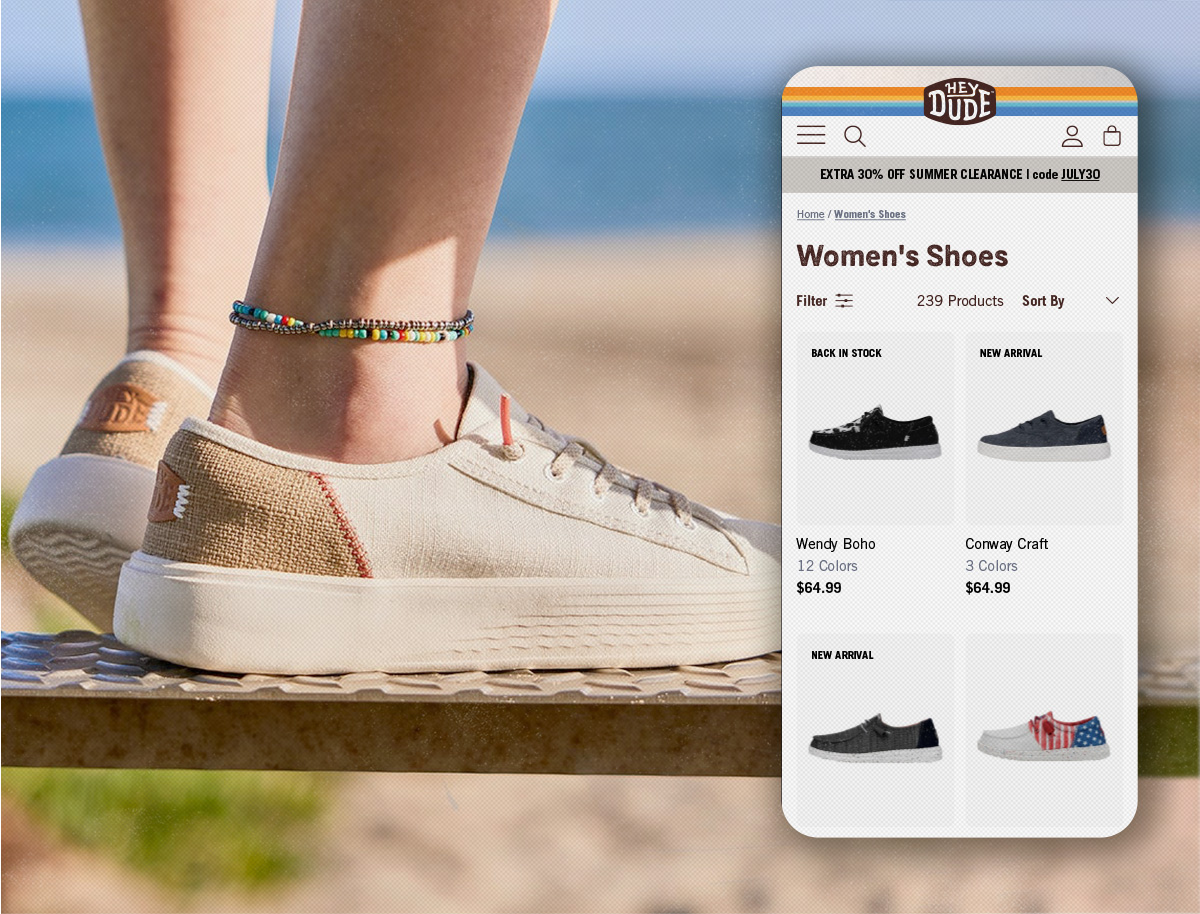 HEY
DUDE
EXTRA 30% OFF SUMMER CLEARANCE | code JULY30
Home / Women's Shoes
Women's Shoes
Filter
239 Products
Sort By
BACK IN STOCK
NEW ARRIVAL
Wendy Boho
Conway Craft
12 Colors
3 Colors
$64.99
$64.99
NEW ARRIVAL
DUDE